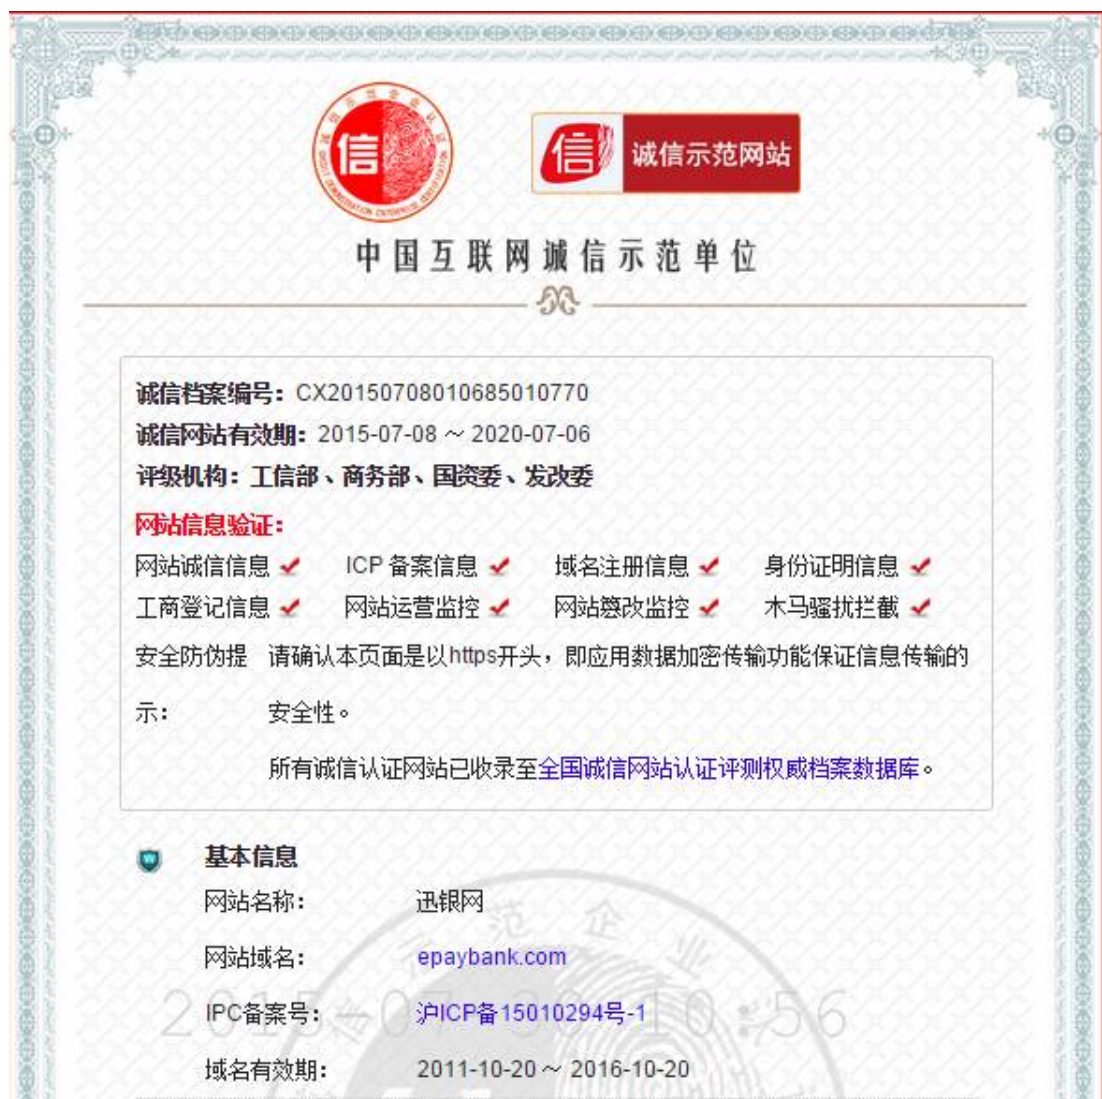 信
信 诚信示范网站
中国互联网诚信示范单位
诚信档案编号：CX20150708010685010770
诚信网站有效期：2015-07-08 ～ 2020-07-06
评级机构：工信部、商务部、国资委、发改委
网站信息验证：
网站诚信信息 ICP 备案信息 域名注册信息 身份证明信息
工商登记信息 网站运营监控 网站篡改监控 木马骚扰拦截
安全防伪提 请确认本页面是以https开头，即应用数据加密传输功能保证信息传输的
示： 安全性。
所有诚信认证网站已收录至全国诚信网站认证评测权威档案数据库。
基本信息
网站名称： 迅银网
网站域名： epaybank.com
IPC备案号： 沪ICP备15010294号-1
域名有效期： 2011-10-20 ～ 2016-10-20